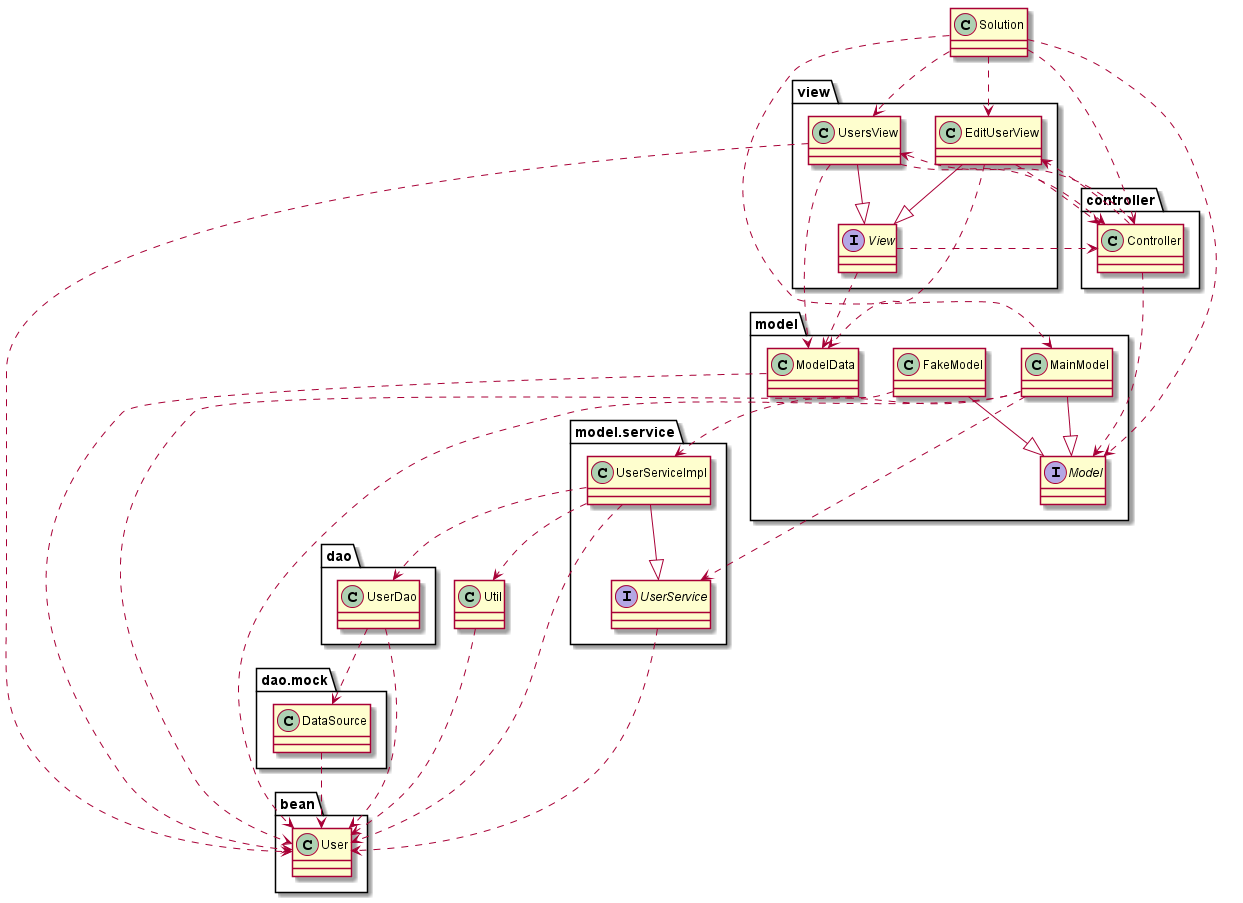 C Solution
view
C UsersView
C EditUserView
controller
I View
C Controller
model
C ModelData
C FakeModel
C MainModel
model.service
C UserServiceImpl
I Model
dao
C UserDao
C Util
I UserService
dao.mock
C DataSource
bean
C User